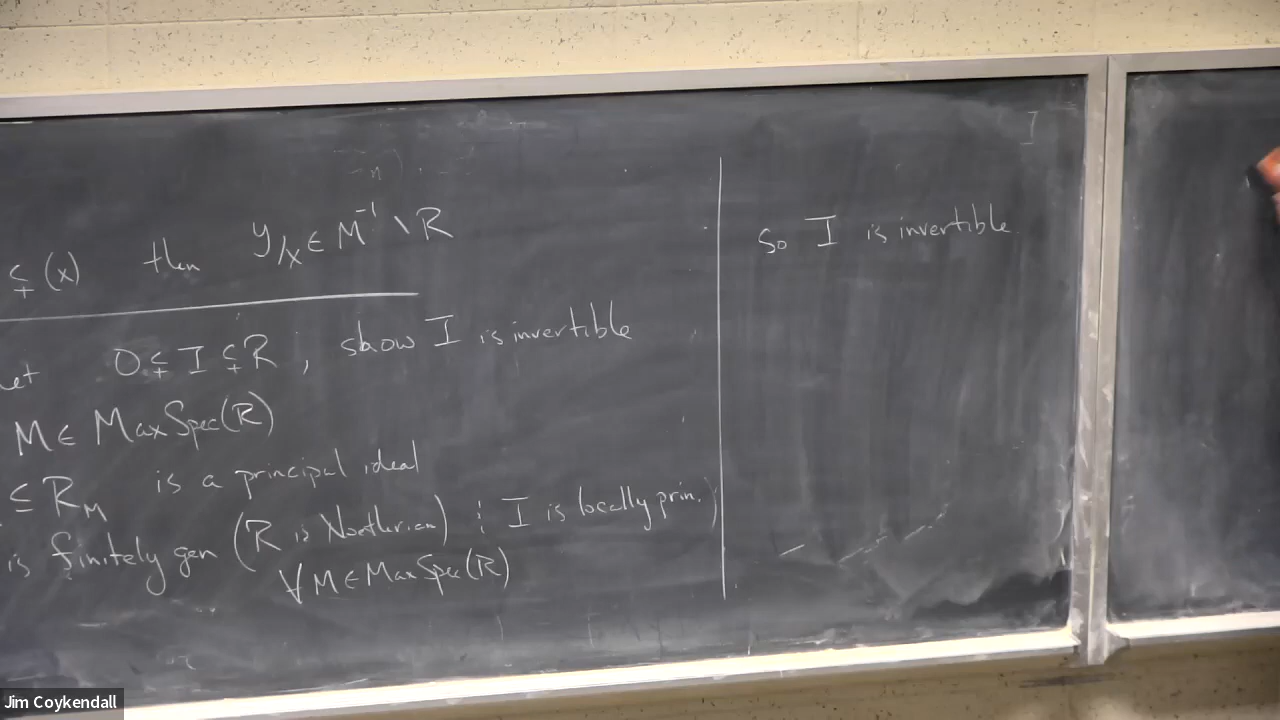 ⊊ (x) then y/x ∈ M⁻¹ \ R
let 0 ⊊ I ⊊ R, show I is invertible
M ∈ MaxSpec(R)
⊆ R_M is a principal ideal
is finitely gen (R is Noetherian) ; I is locally prin.
∀ M ∈ MaxSpec(R)
So I is invertible.
Jim Coykendall